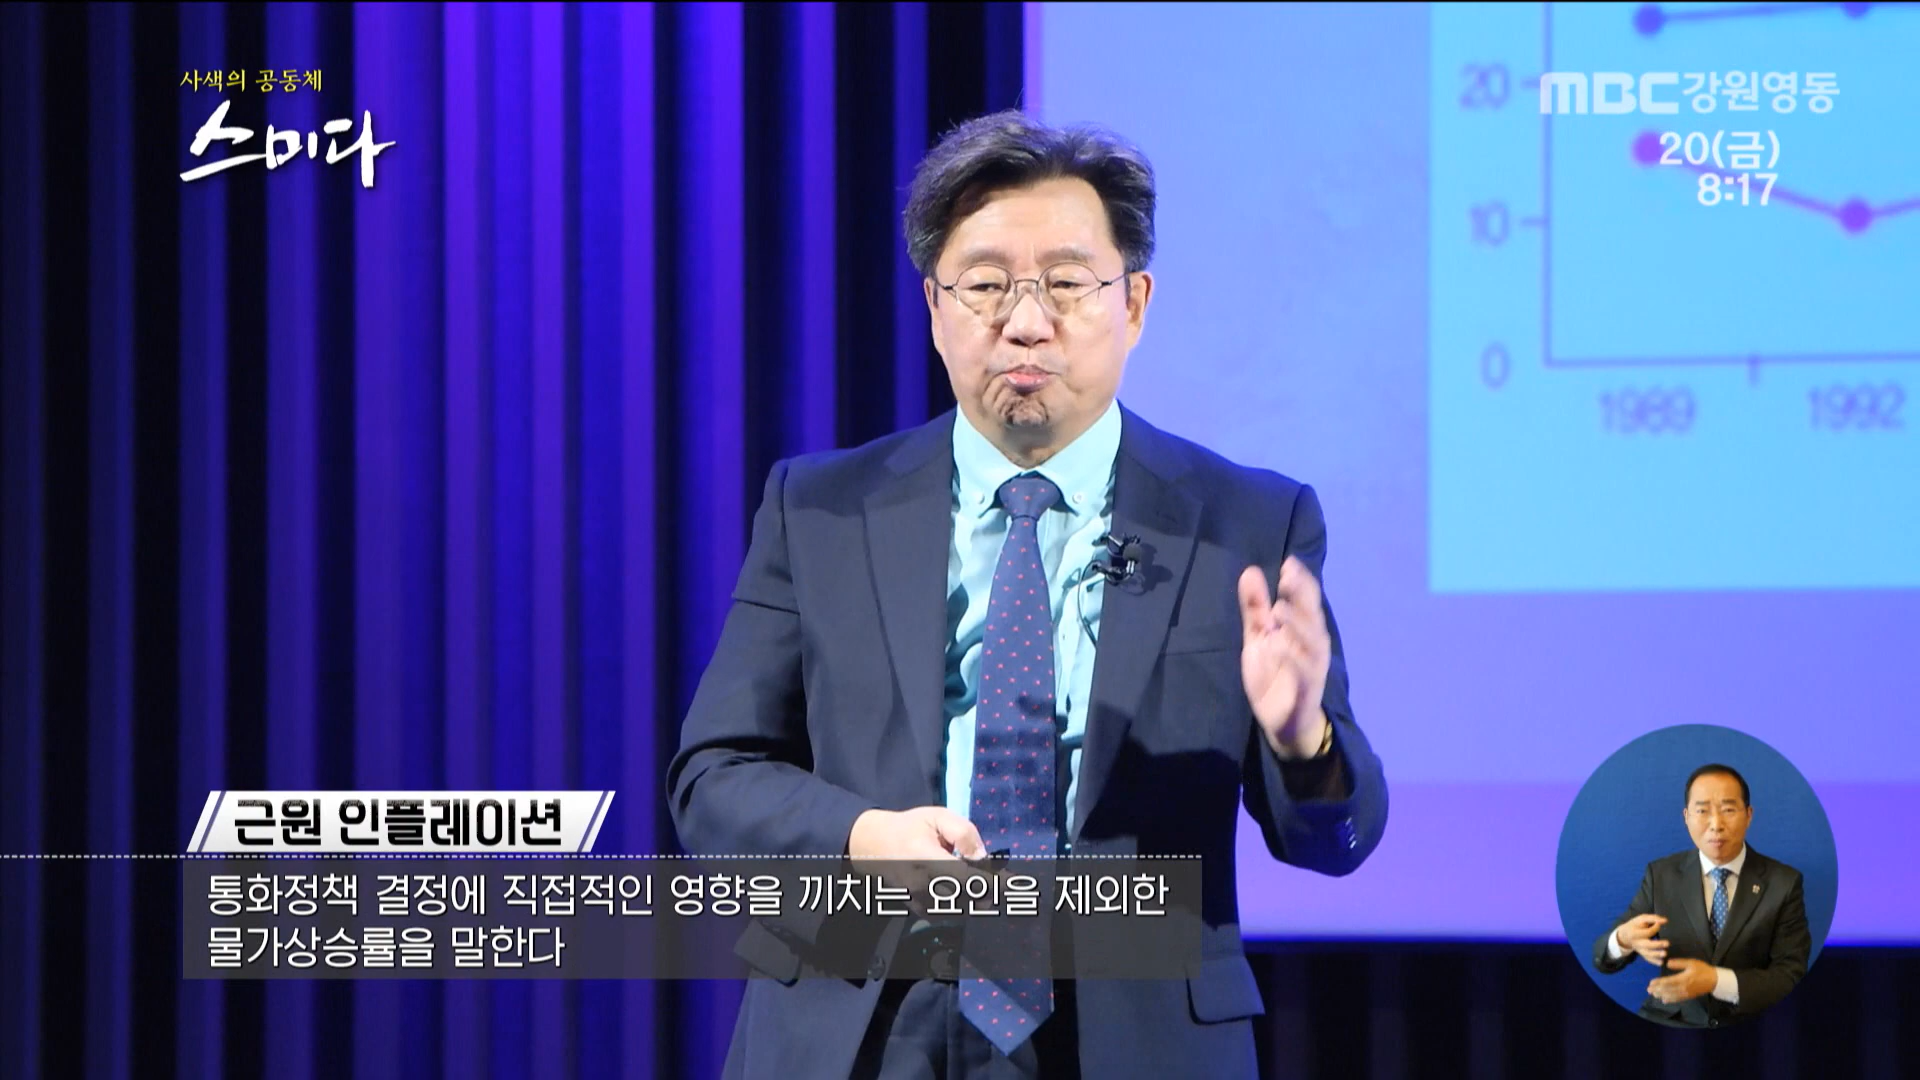 사색의 공동체
스미다
MBC강원영동
20(금)
8:17
20
10
0
1989
1992
근원 인플레이션
통화정책 결정에 직접적인 영향을 끼치는 요인을 제외한
물가상승률을 말한다